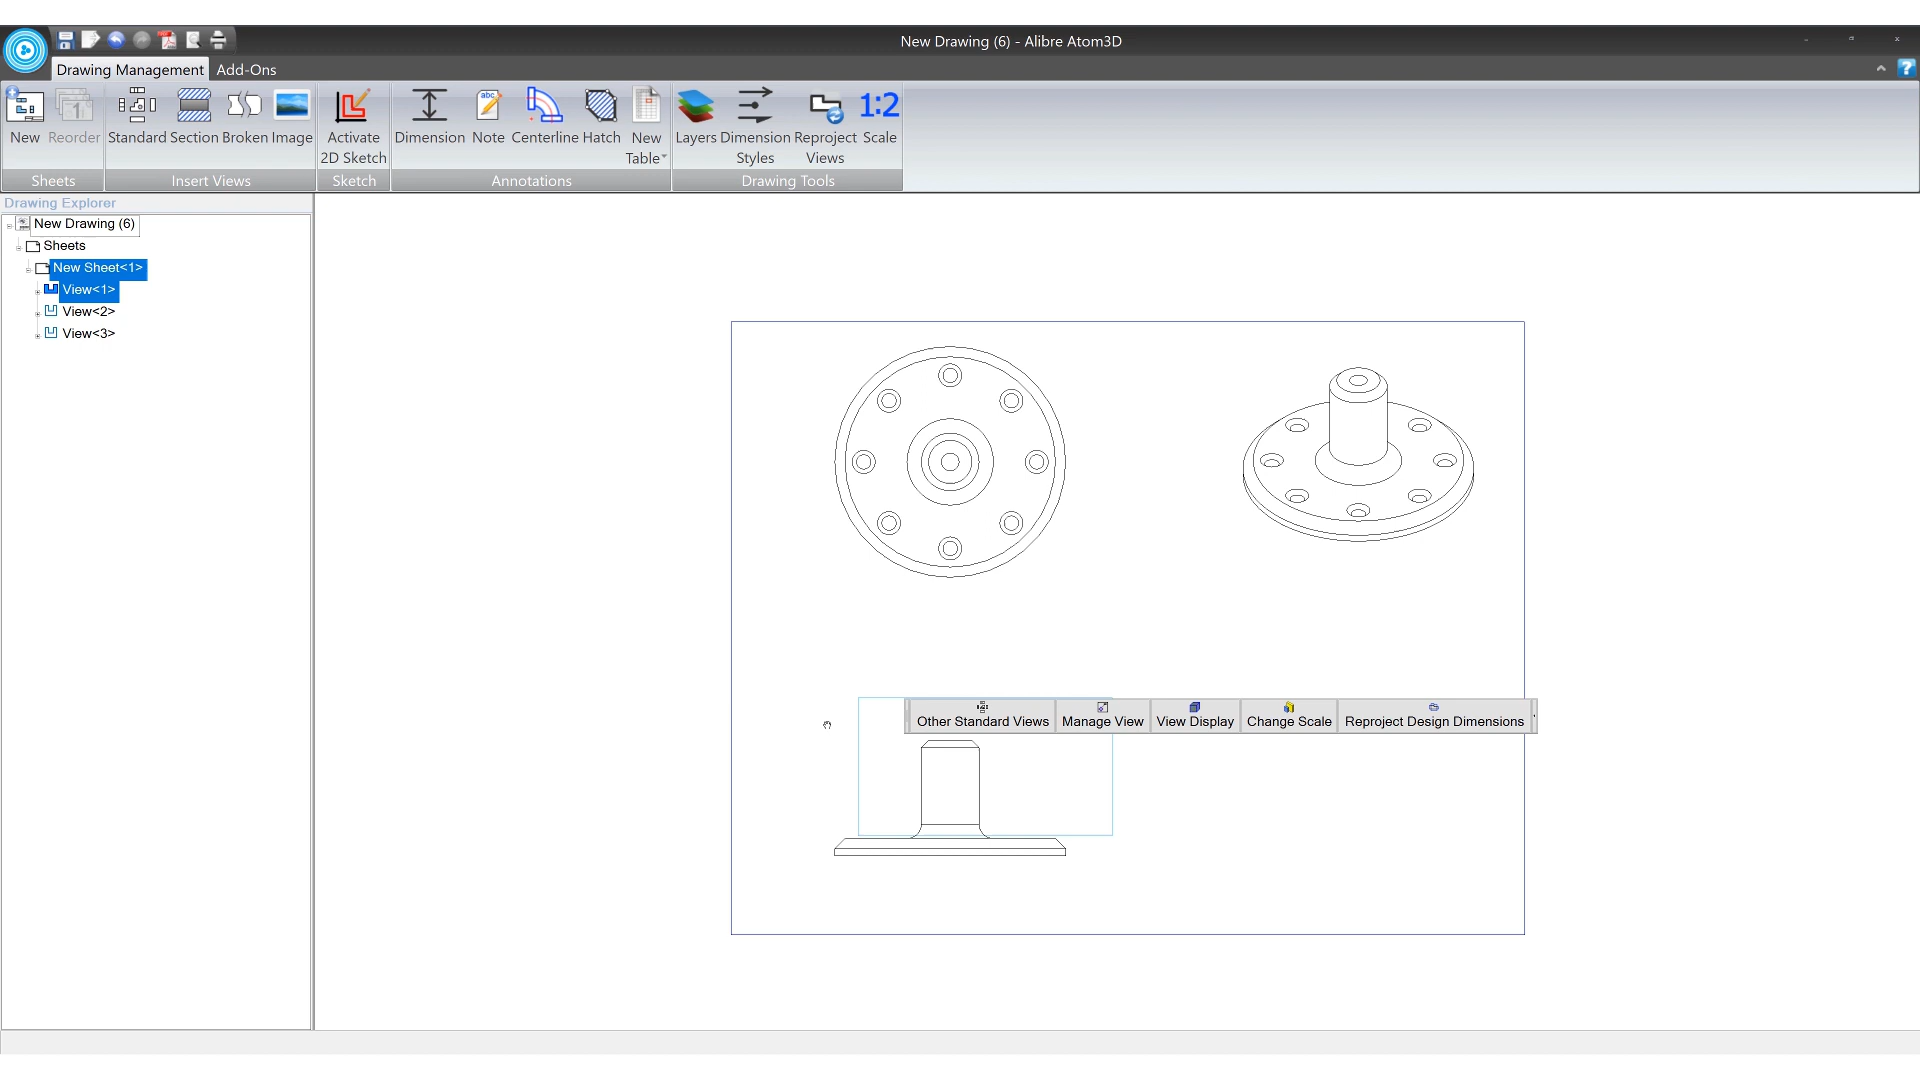 New Drawing (6) - Alibre Atom3D
Drawing Management Add-Ons
New Reorder Standard Section Broken Image Activate 2D Sketch Dimension Note Centerline Hatch New Table Layers Dimension Styles Reproject Views 1:2 Scale
Sheets Insert Views Sketch Annotations Drawing Tools
Drawing Explorer
New Drawing (6)
Sheets
New Sheet<1>
View<1>
View<2>
View<3>
Other Standard Views Manage View View Display Change Scale Reproject Design Dimensions